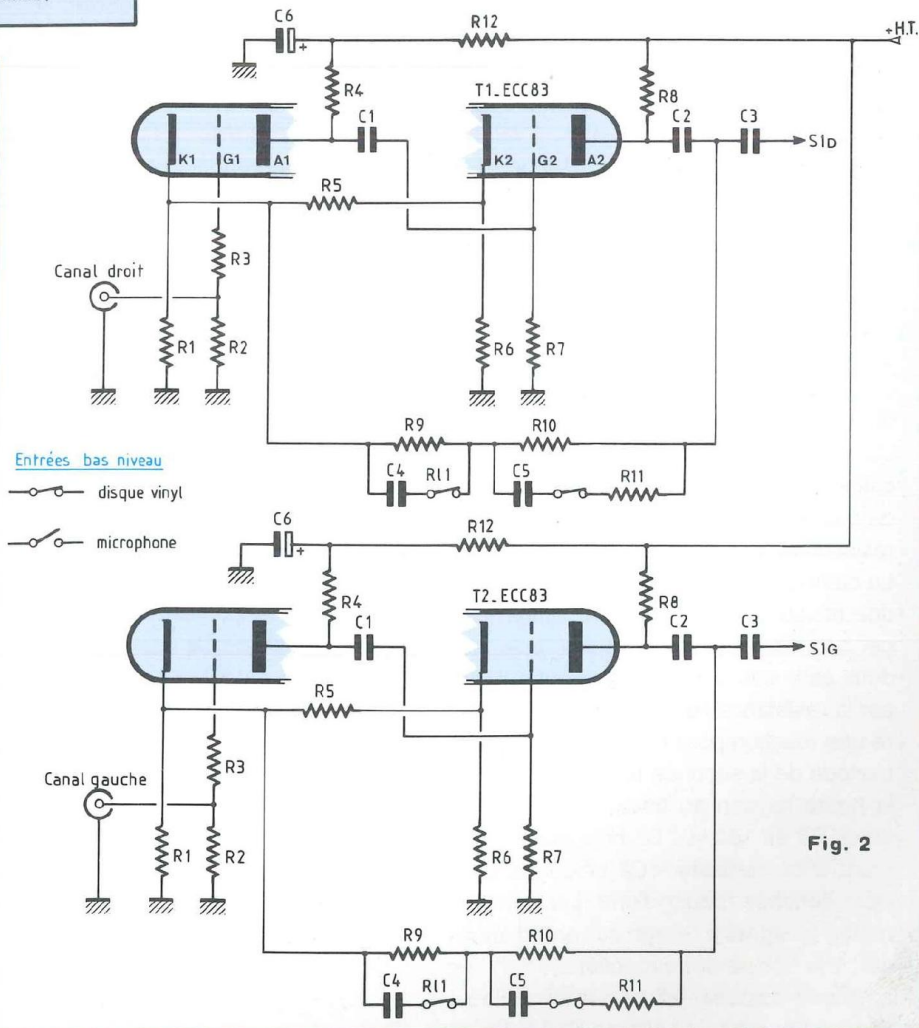 C6
R12
+H.T.
R4
T1_ECC83
R8
C1
C2
C3
S1D
K1
G1
A1
K2
G2
A2
R5
R3
Canal droit
R1
R2
R6
R7
R9
R10
C4
Rl1
C5
R11
Entrées bas niveau
disque vinyl
microphone
C6
R12
R4
T2_ECC83
R8
C1
C2
C3
S1G
R5
R3
Canal gauche
R1
R2
R6
R7
Fig. 2
R9
R10
C4
Rl1
C5
R11